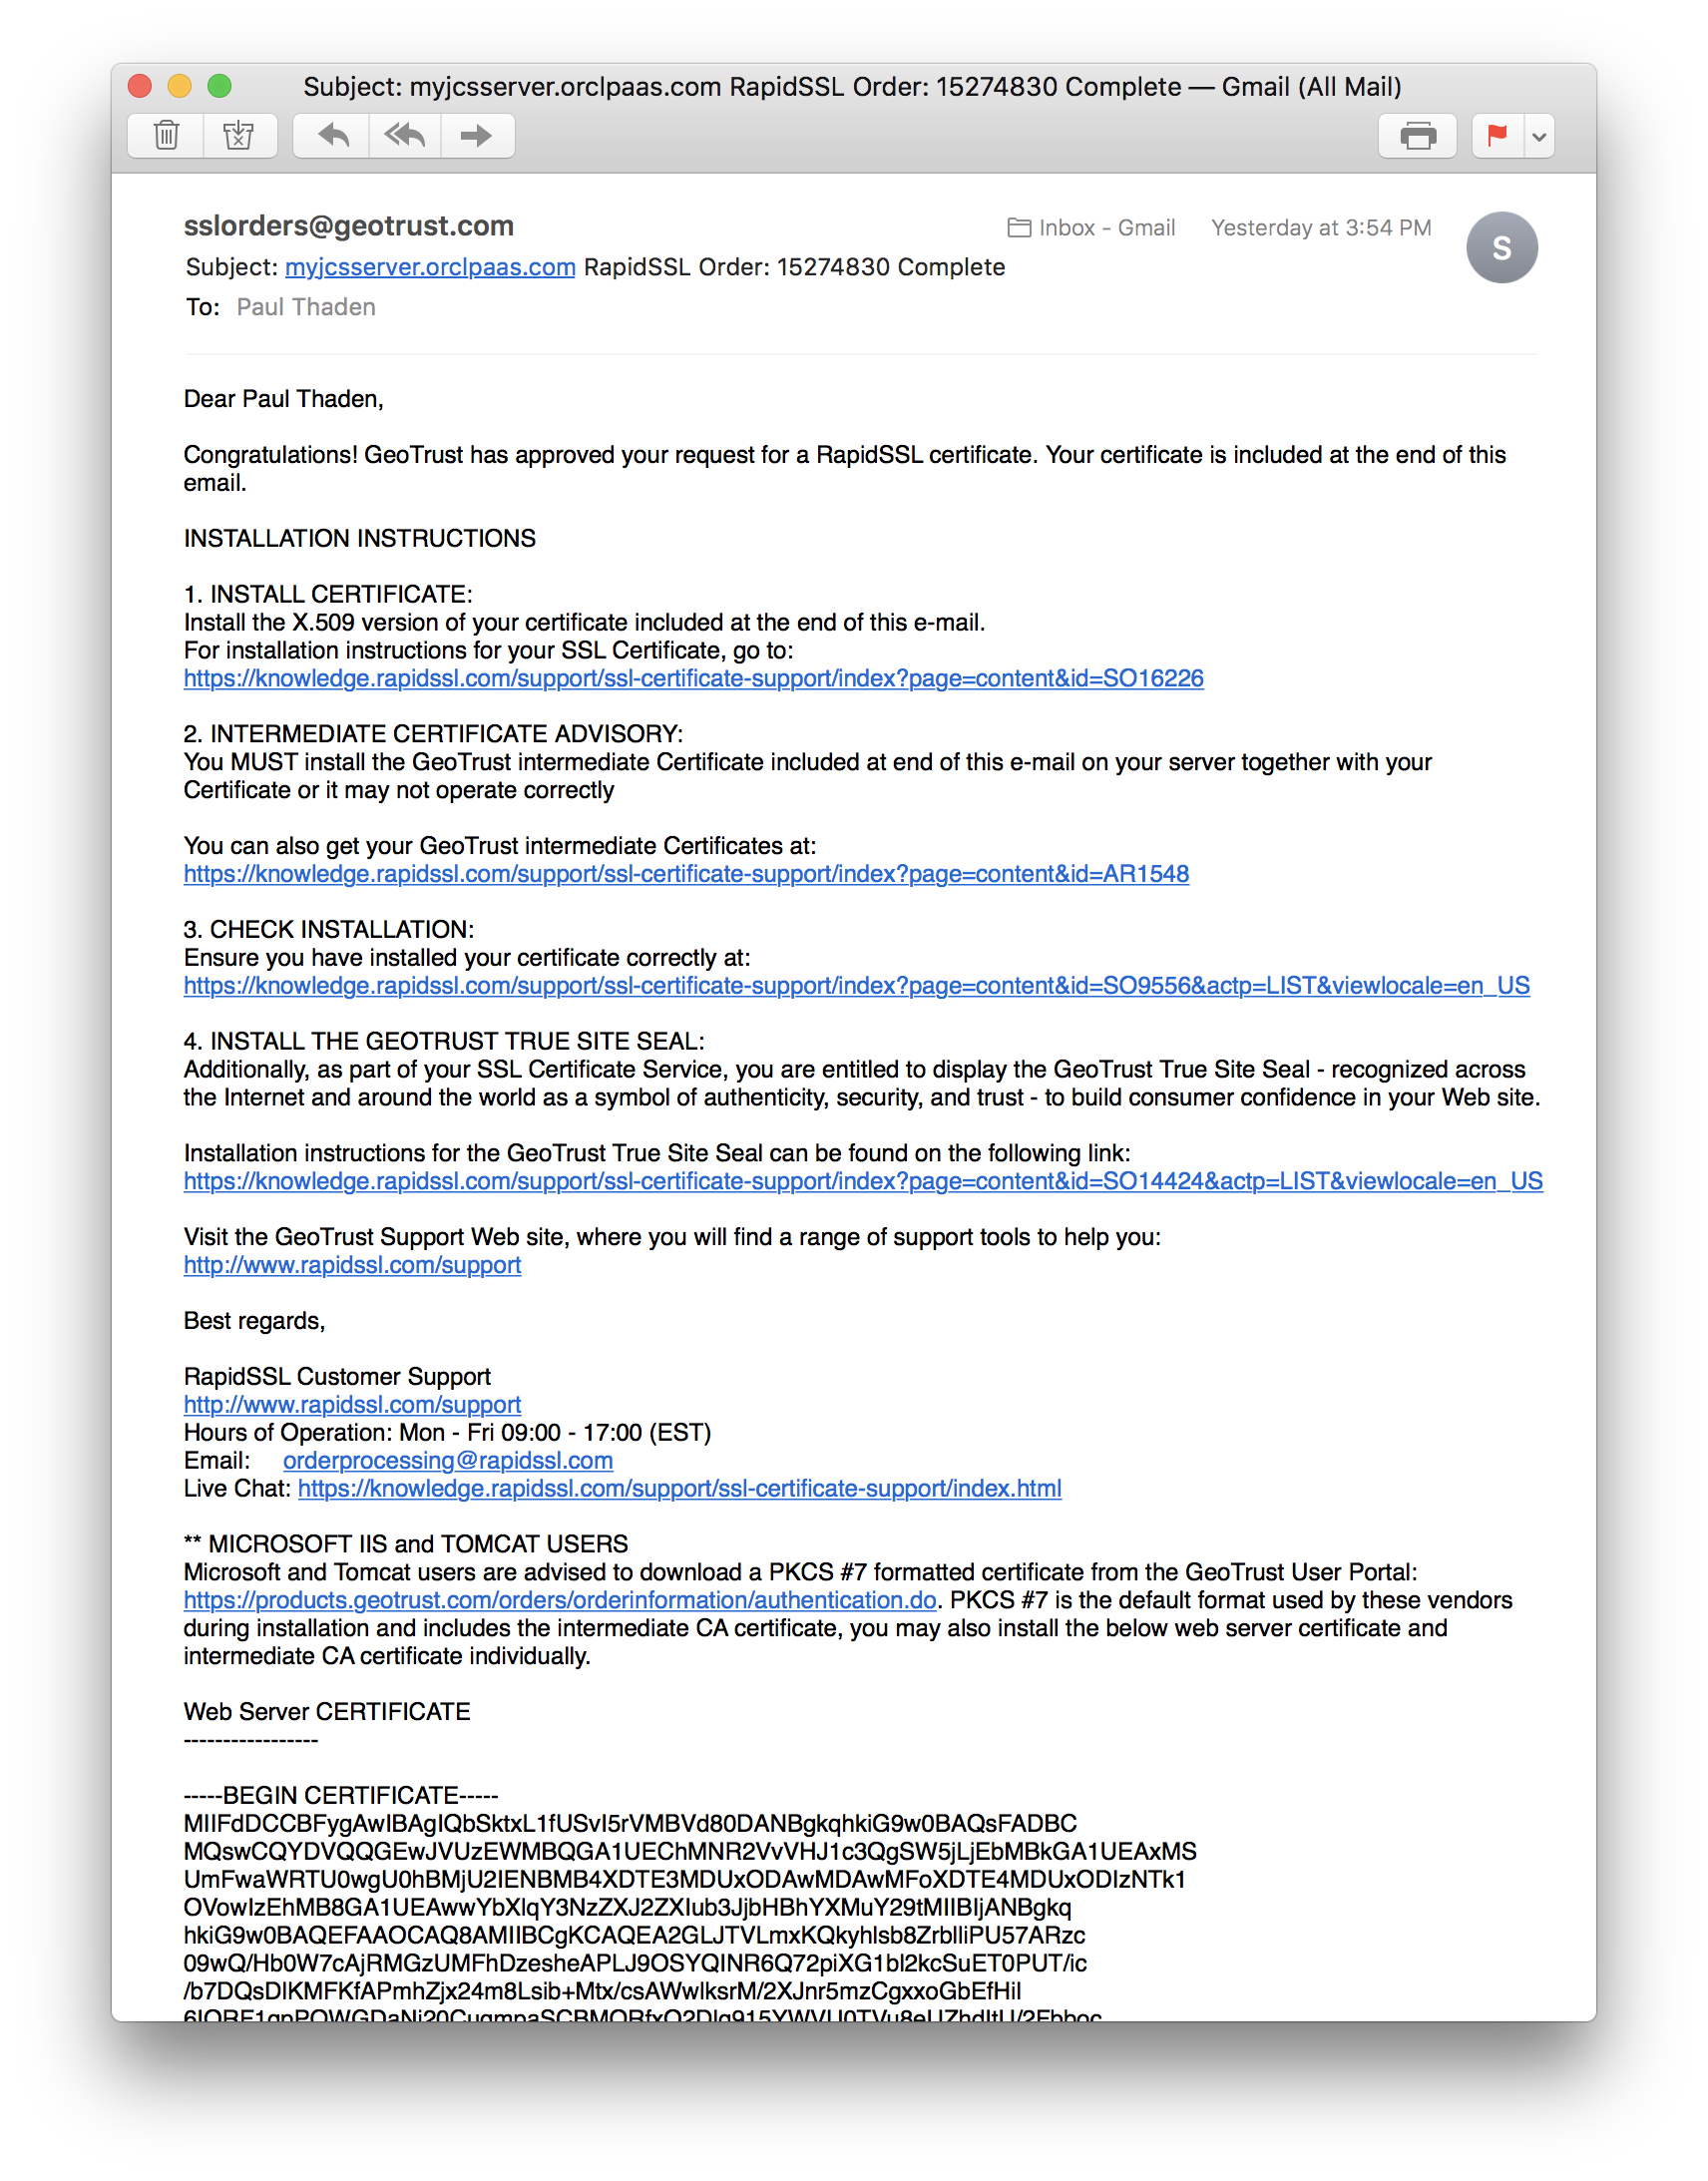 Subject: myjcsserver.orclpaas.com RapidSSL Order: 15274830 Complete — Gmail (All Mail)
sslorders@geotrust.com
Inbox - Gmail Yesterday at 3:54 PM
S
Subject: myjcsserver.orclpaas.com RapidSSL Order: 15274830 Complete
To: Paul Thaden
Dear Paul Thaden,
Congratulations! GeoTrust has approved your request for a RapidSSL certificate. Your certificate is included at the end of this
email.
INSTALLATION INSTRUCTIONS
1. INSTALL CERTIFICATE:
Install the X.509 version of your certificate included at the end of this e-mail.
For installation instructions for your SSL Certificate, go to:
https://knowledge.rapidssl.com/support/ssl-certificate-support/index?page=content&id=SO16226
2. INTERMEDIATE CERTIFICATE ADVISORY:
You MUST install the GeoTrust intermediate Certificate included at end of this e-mail on your server together with your
Certificate or it may not operate correctly
You can also get your GeoTrust intermediate Certificates at:
https://knowledge.rapidssl.com/support/ssl-certificate-support/index?page=content&id=AR1548
3. CHECK INSTALLATION:
Ensure you have installed your certificate correctly at:
https://knowledge.rapidssl.com/support/ssl-certificate-support/index?page=content&id=SO9556&actp=LIST&viewlocale=en_US
4. INSTALL THE GEOTRUST TRUE SITE SEAL:
Additionally, as part of your SSL Certificate Service, you are entitled to display the GeoTrust True Site Seal - recognized across
the Internet and around the world as a symbol of authenticity, security, and trust - to build consumer confidence in your Web site.
Installation instructions for the GeoTrust True Site Seal can be found on the following link:
https://knowledge.rapidssl.com/support/ssl-certificate-support/index?page=content&id=SO14424&actp=LIST&viewlocale=en_US
Visit the GeoTrust Support Web site, where you will find a range of support tools to help you:
http://www.rapidssl.com/support
Best regards,
RapidSSL Customer Support
http://www.rapidssl.com/support
Hours of Operation: Mon - Fri 09:00 - 17:00 (EST)
Email: orderprocessing@rapidssl.com
Live Chat: https://knowledge.rapidssl.com/support/ssl-certificate-support/index.html
** MICROSOFT IIS and TOMCAT USERS
Microsoft and Tomcat users are advised to download a PKCS #7 formatted certificate from the GeoTrust User Portal:
https://products.geotrust.com/orders/orderinformation/authentication.do. PKCS #7 is the default format used by these vendors
during installation and includes the intermediate CA certificate, you may also install the below web server certificate and
intermediate CA certificate individually.
Web Server CERTIFICATE
-----------------
-----BEGIN CERTIFICATE-----
MIIFdDCCBFygAwIBAgIQbSktxL1fUSvI5rVMBVd80DANBgkqhkiG9w0BAQsFADBC
MQswCQYDVQQGEwJVUzEWMBQGA1UEChMNR2VvVHJ1c3QgSW5jLjEbMBkGA1UEAxMS
UmFwaWRTU0wgU0hBMjU2IENBMB4XDTE3MDUxODAwMDAwMFoXDTE4MDUxODIzNTk1
OVowIzEhMB8GA1UEAwwYbXlqY3NzZXJ2ZXIub3JjbHBhYXMuY29tMIIBIjANBgkq
hkiG9w0BAQEFAAOCAQ8AMIIBCgKCAQEA2GLJTVLmxKQkyhlsb8ZrblliPU57ARzc
09wQ/Hb0W7cAjRMGzUMFhDzesheAPLJ9OSYQINR6Q72piXG1bl2kcSuET0PUT/ic
/b7DQsDlKMFKfAPmhZjx24m8Lsib+Mtx/csAWwlksrM/2XJnr5mzCgxxoGbEfHil